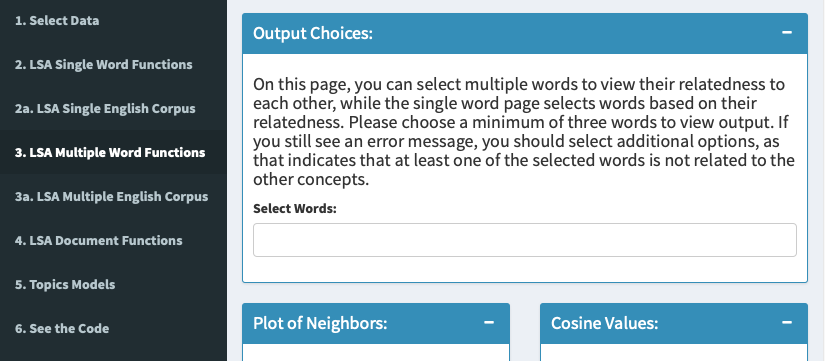 1. Select Data
2. LSA Single Word Functions
2a. LSA Single English Corpus
3. LSA Multiple Word Functions
3a. LSA Multiple English Corpus
4. LSA Document Functions
5. Topics Models
6. See the Code
Output Choices:
On this page, you can select multiple words to view their relatedness to
each other, while the single word page selects words based on their
relatedness. Please choose a minimum of three words to view output. If
you still see an error message, you should select additional options, as
that indicates that at least one of the selected words is not related to the
other concepts.
Select Words:
Plot of Neighbors:
Cosine Values: